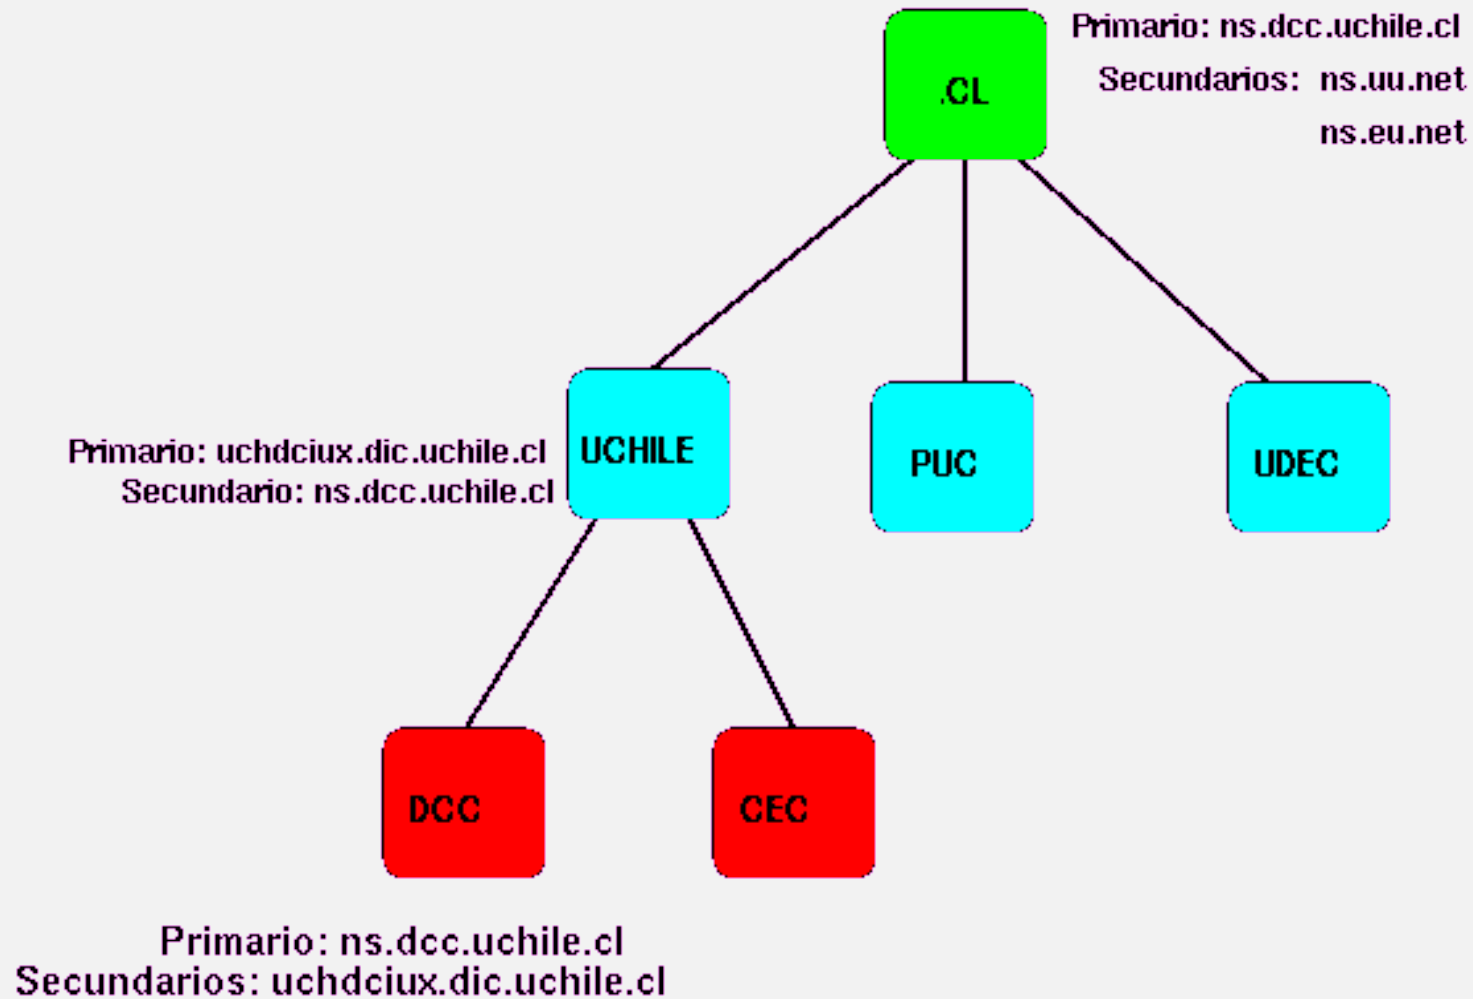 .CL
Primario: ns.dcc.uchile.cl
Secundarios: ns.uu.net
ns.eu.net
UCHILE
Primario: uchdciux.dic.uchile.cl
Secundario: ns.dcc.uchile.cl
PUC
UDEC
DCC
CEC
Primario: ns.dcc.uchile.cl
Secundarios: uchdciux.dic.uchile.cl